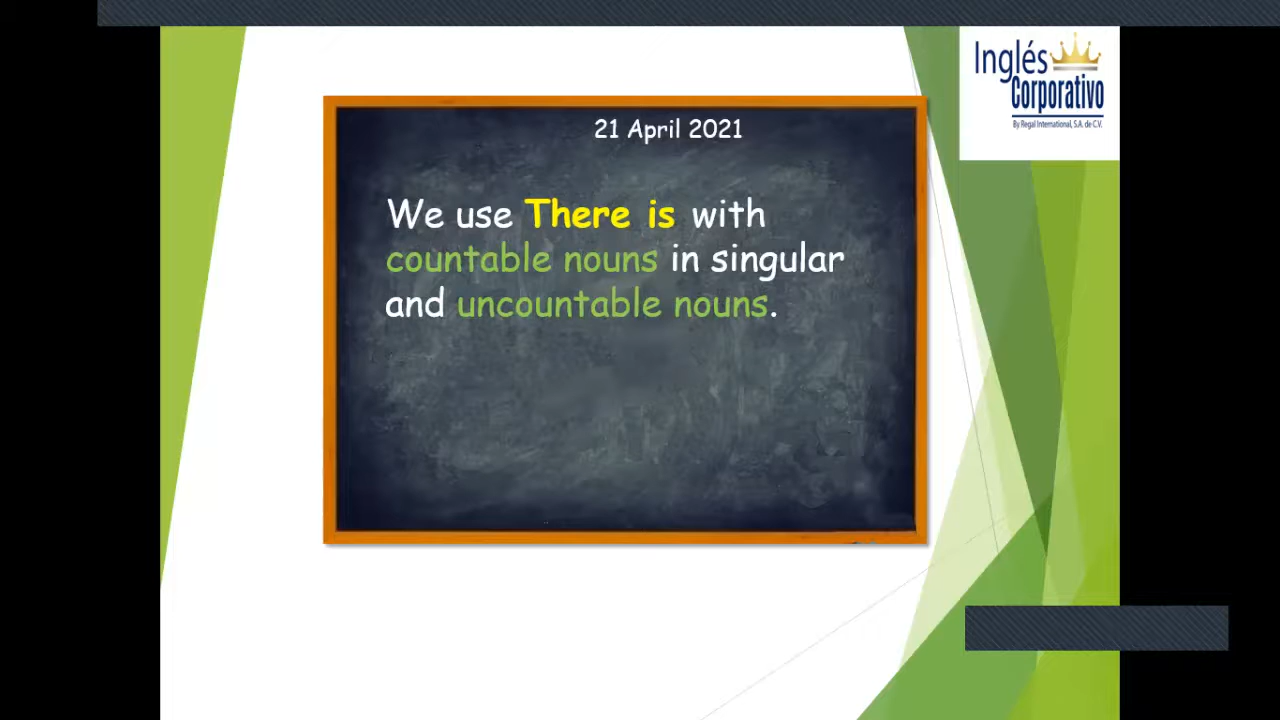 Inglés
Corporativo
By Regal International, S.A. de C.V.
21 April 2021
We use There is with
countable nouns in singular
and uncountable nouns.